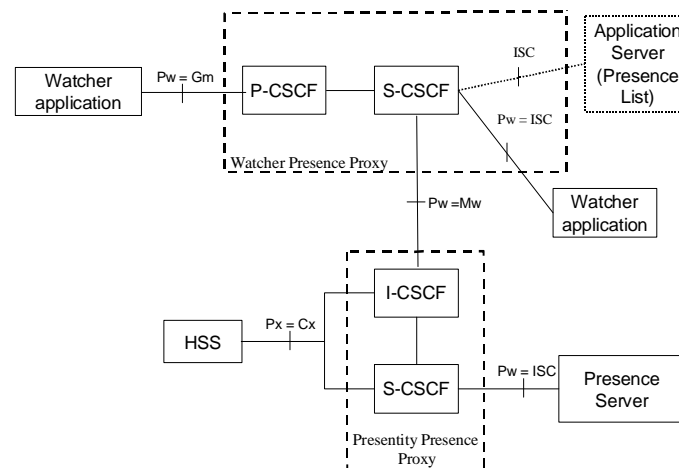 Application
Server
(Presence
List)
ISC
Watcher
application
Pw = Gm
P-CSCF
S-CSCF
Pw = ISC
Watcher Presence Proxy
Watcher
application
Pw =Mw
I-CSCF
HSS
Px = Cx
S-CSCF
Pw = ISC
Presence
Server
Presentity Presence
Proxy